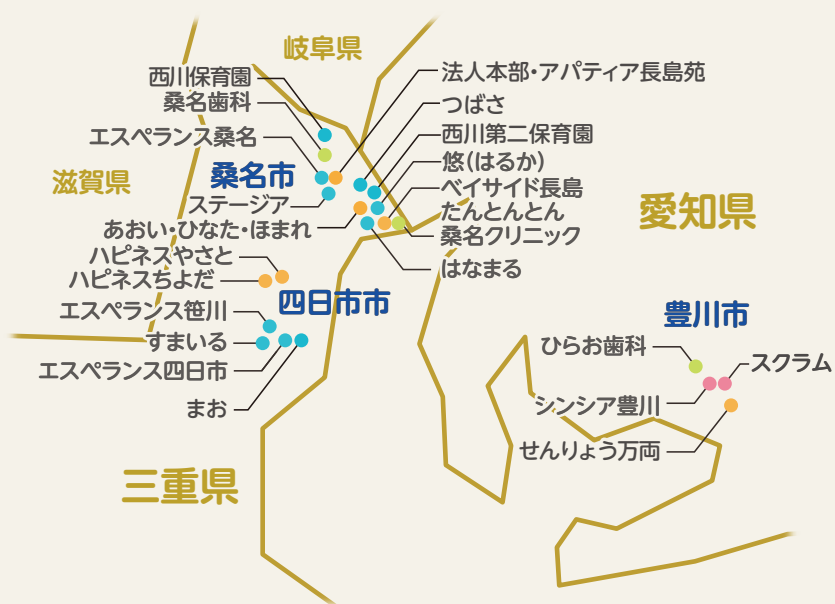 岐阜県
西川保育園
桑名歯科
エスペランス桑名
滋賀県
桑名市
ステージア
あおい・ひなた・ほまれ
ハピネスやさと
ハピネスちよだ
四日市市
エスペランス笹川
すまいる
エスペランス四日市
まお
三重県
法人本部・アパティア長島苑
つばさ
西川第二保育園
悠(はるか)
ベイサイド長島
たんとんとん
桑名クリニック
はなまる
愛知県
豊川市
ひらお歯科
スクラム
シンシア豊川
せんりょう万両